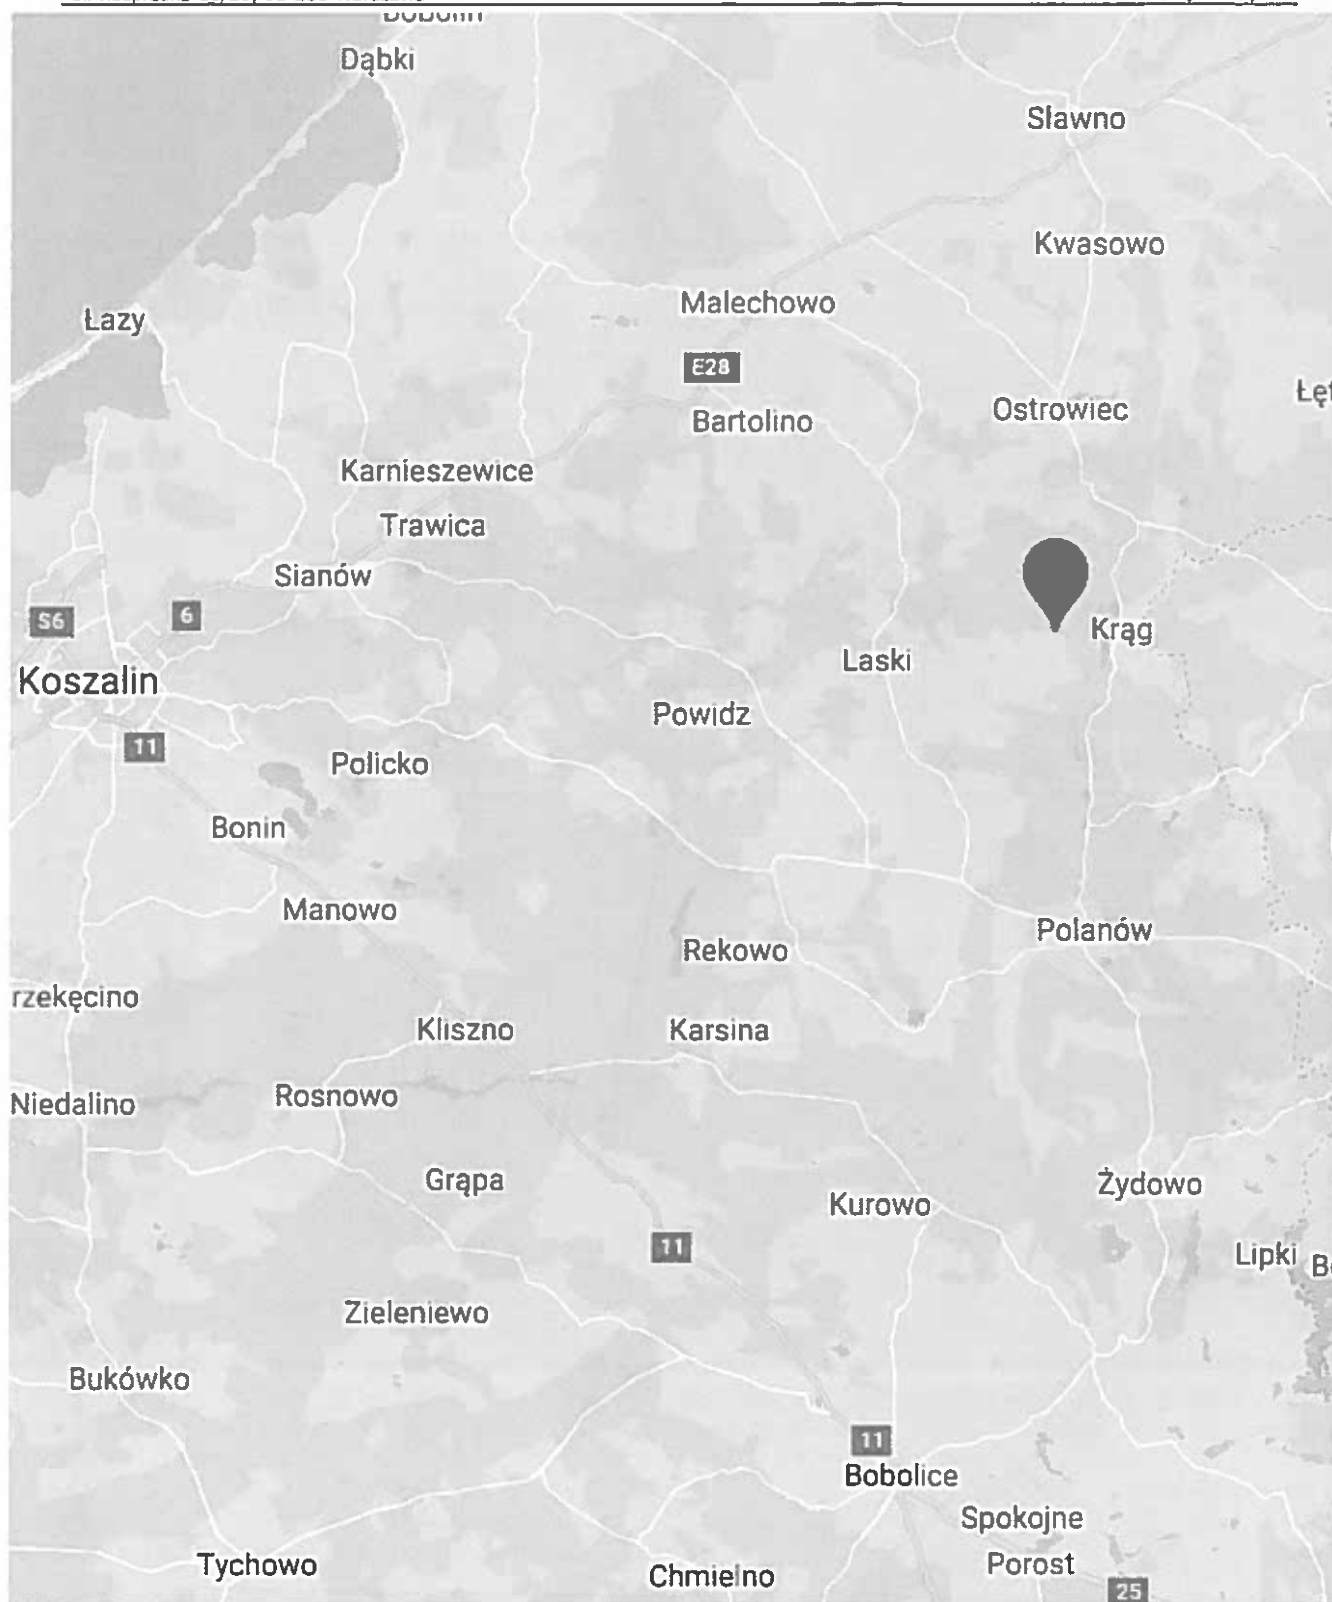 Bobolin
Dąbki
Sławno
Kwasowo
Malechowo
Łazy
E28
Łęt
Ostrowiec
Bartolino
Karnieszewice
Trawica
Sianów
6
S6
Krąg
Laski
Koszalin
Powidz
11
Policko
Bonin
Manowo
Polanów
Rekowo
rzekęcino
Kliszno
Karsina
Rosnowo
Niedalino
Grąpa
Żydowo
Kurowo
11
Lipki
B
Zieleniewo
Bukówko
11
Bobolice
Spokojne
Porost
Tychowo
Chmielno
25